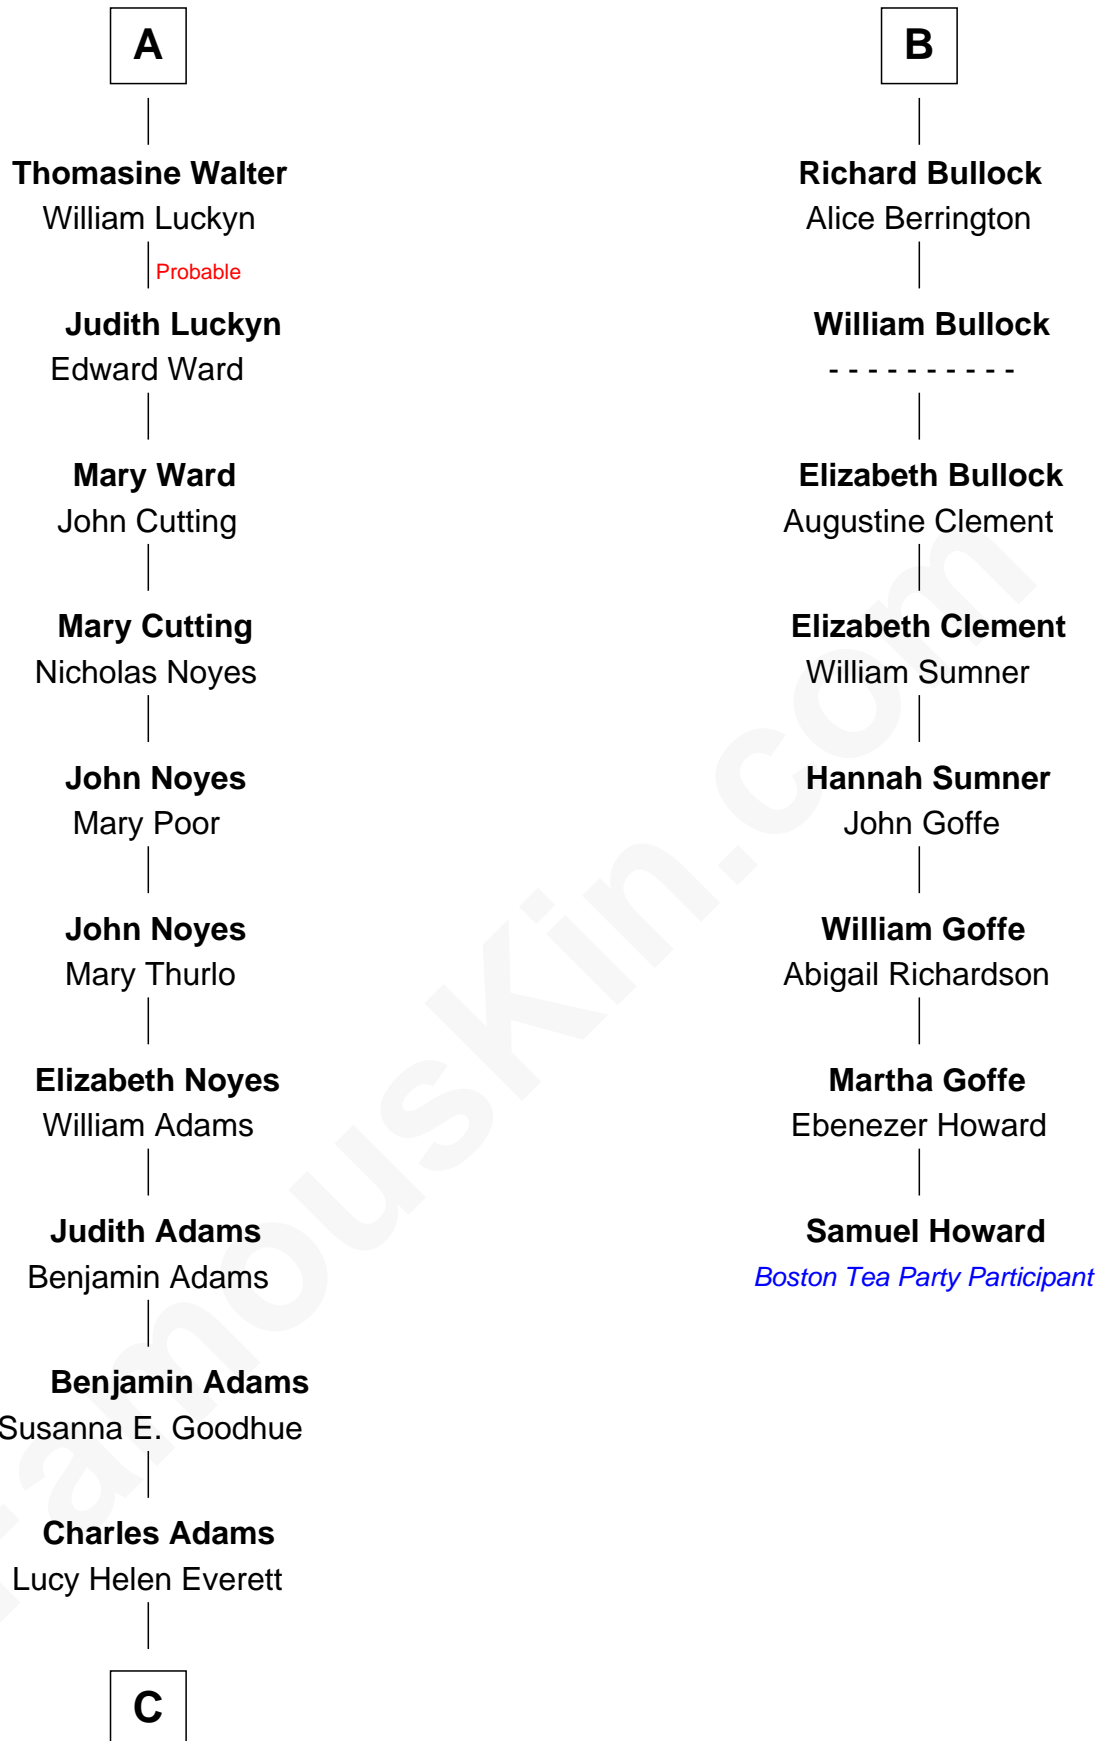 A
Thomasine Walter
William Luckyn
Probable
Judith Luckyn
Edward Ward
Mary Ward
John Cutting
Mary Cutting
Nicholas Noyes
John Noyes
Mary Poor
John Noyes
Mary Thurlo
Elizabeth Noyes
William Adams
Judith Adams
Benjamin Adams
Benjamin Adams
Susanna E. Goodhue
Charles Adams
Lucy Helen Everett
C
B
Richard Bullock
Alice Berrington
William Bullock
- - - - - - - - - -
Elizabeth Bullock
Augustine Clement
Elizabeth Clement
William Sumner
Hannah Sumner
John Goffe
William Goffe
Abigail Richardson
Martha Goffe
Ebenezer Howard
Samuel Howard
Boston Tea Party Participant
FamousKin.com